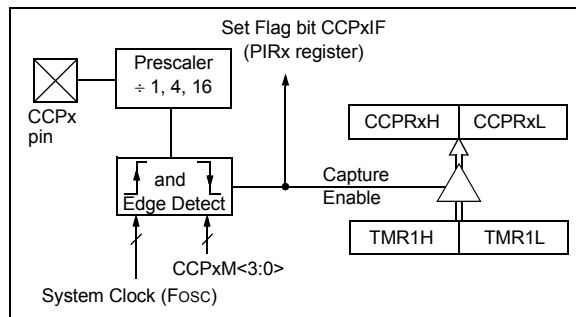 Set Flag bit CCPxIF
(PIRx register)
Prescaler
÷ 1, 4, 16
CCPx
pin
CCPRxH
CCPRxL
and
Edge Detect
Capture
Enable
TMR1H
TMR1L
CCPxM<3:0>
System Clock (FOSC)